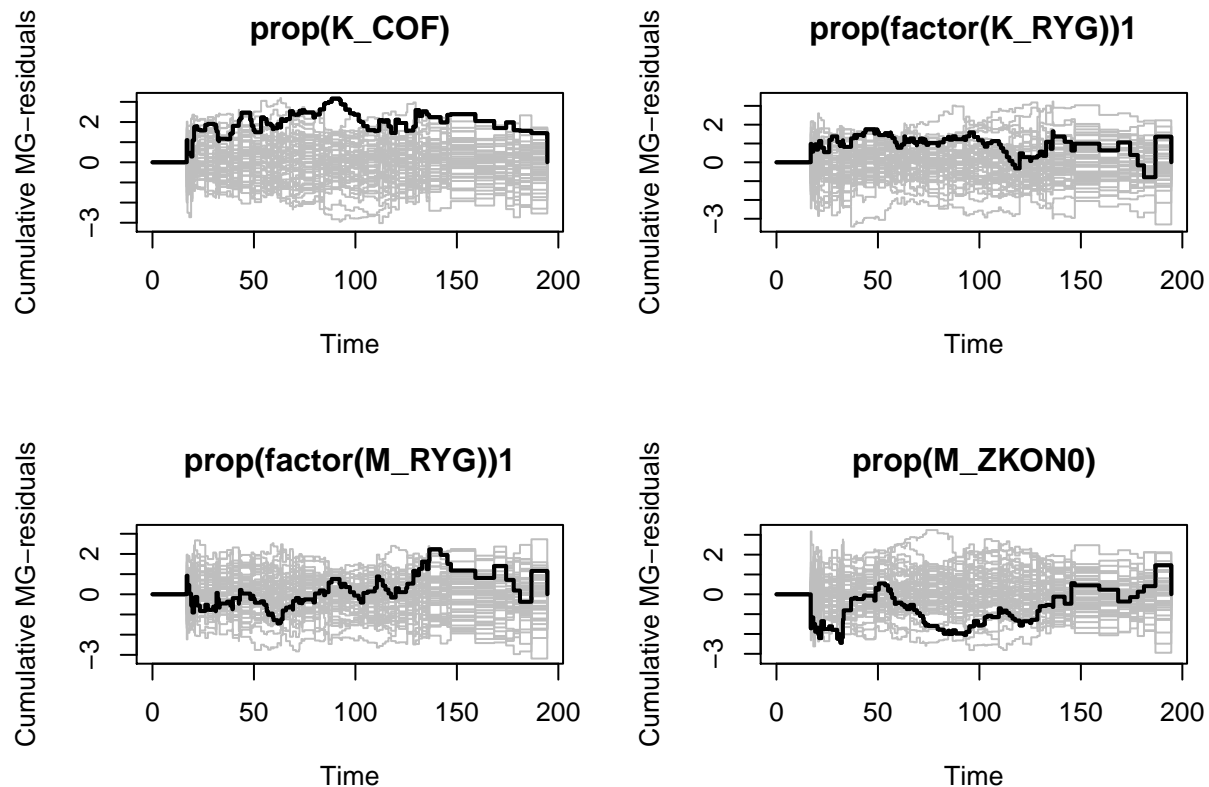 prop(K_COF)
Cumulative MG−residuals
2
0
−3
0 50 100 150 200
Time
prop(factor(K_RYG))1
Cumulative MG−residuals
2
0
−3
0 50 100 150 200
Time
prop(factor(M_RYG))1
Cumulative MG−residuals
2
0
−3
0 50 100 150 200
Time
prop(M_ZKON0)
Cumulative MG−residuals
2
0
−3
0 50 100 150 200
Time